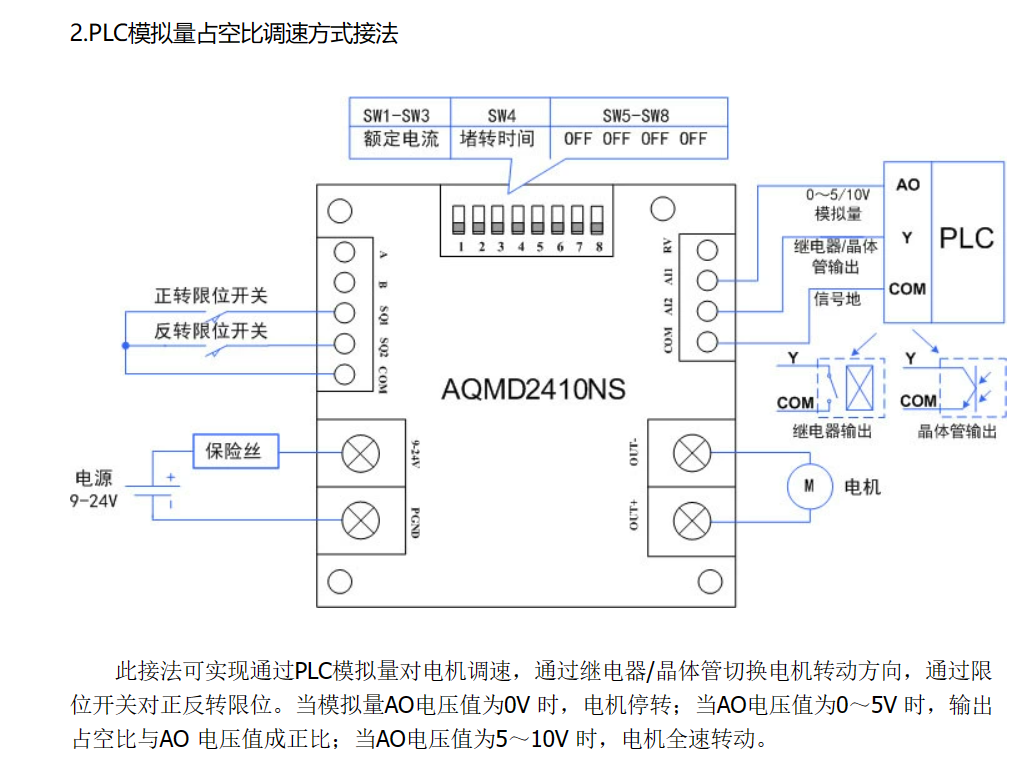 2.PLC模拟量占空比调速方式接法
SW1-SW3 SW4 SW5-SW8
额定电流 堵转时间 OFF OFF OFF OFF
1 2 3 4 5 6 7 8
A
B
SQ1
SQ2
COM
正转限位开关
反转限位开关
RV
AI1
AI2
COM
0～5/10V
模拟量
继电器/晶体
管输出
信号地
AO
Y
COM
PLC
AQMD2410NS
Y
COM
继电器输出
Y
COM
晶体管输出
保险丝
电源
9-24V
+
-
9-24V
PGND
OUT-
OUT+
M
电机
此接法可实现通过PLC模拟量对电机调速，通过继电器/晶体管切换电机转动方向，通过限
位开关对正反转限位。当模拟量AO电压值为0V 时，电机停转；当AO电压值为0～5V 时，输出
占空比与AO 电压值成正比；当AO电压值为5～10V 时，电机全速转动。